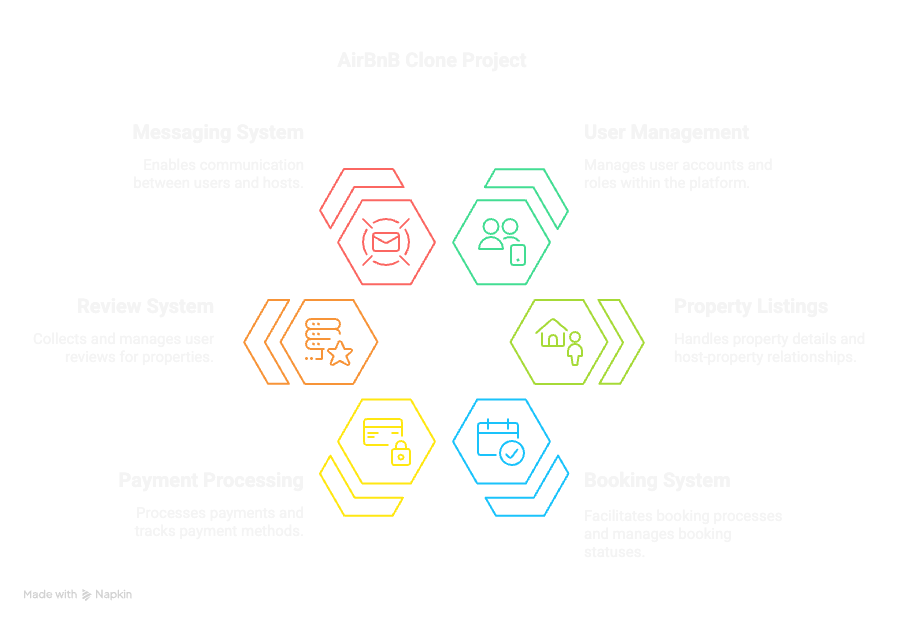 AirBnB Clone Project
Messaging System
Enables communication
between users and hosts.
User Management
Manages user accounts and
roles within the platform.
Review System
Collects and manages user
reviews for properties.
Property Listings
Handles property details and
host-property relationships.
Payment Processing
Processes payments and
tracks payment methods.
Booking System
Facilitates booking processes
and manages booking
statuses.
Made with Napkin